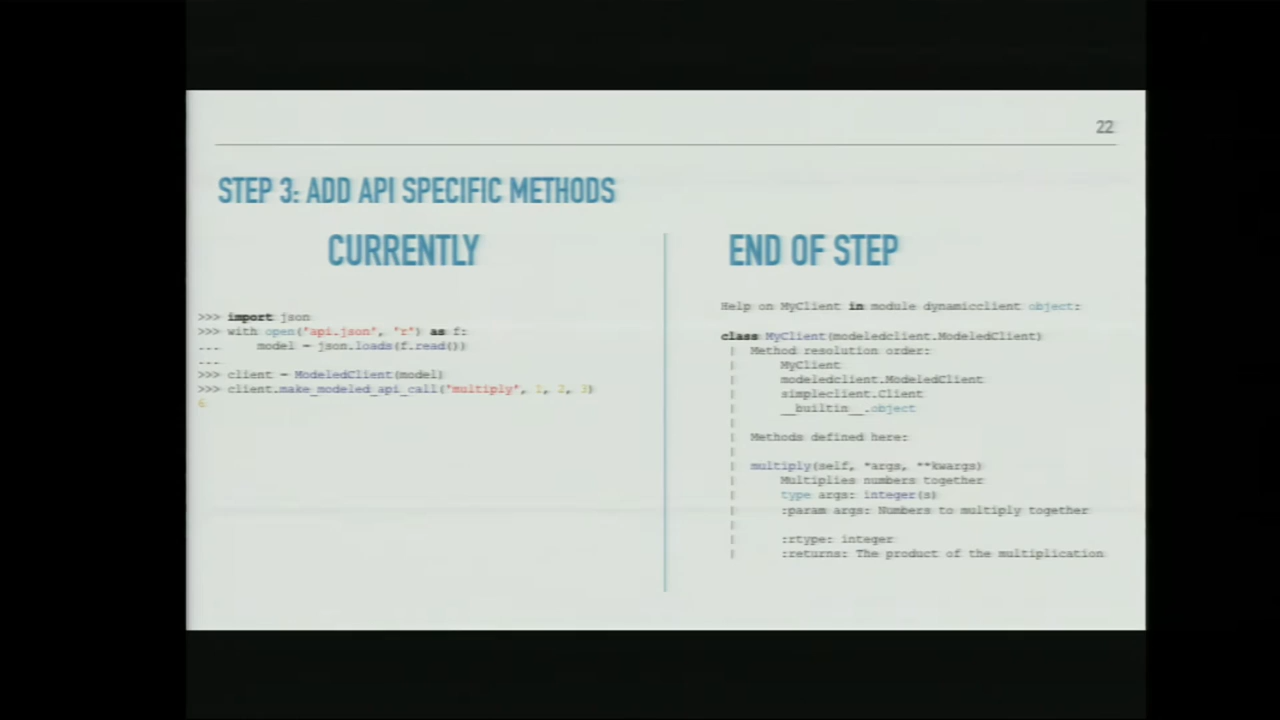 22
STEP 3: ADD API SPECIFIC METHODS
CURRENTLY
>>> import json
>>> with open("api.json", "r") as f:
...     model = json.loads(f.read())
...
>>> client = ModeledClient(model)
>>> client.make_modeled_api_call("multiply", 1, 2, 3)
6
END OF STEP
Help on MyClient in module dynamicclient object:
class MyClient(modeledclient.ModeledClient)
|  Method resolution order:
|      MyClient
|      modeledclient.ModeledClient
|      simpleclient.Client
|      __builtin__.object
|
|  Methods defined here:
|
|  multiply(self, *args, **kwargs)
|      Multiplies numbers together
|      type args: integer(s)
|      :param args: Numbers to multiply together
|
|      :rtype: integer
|      :returns: The product of the multiplication